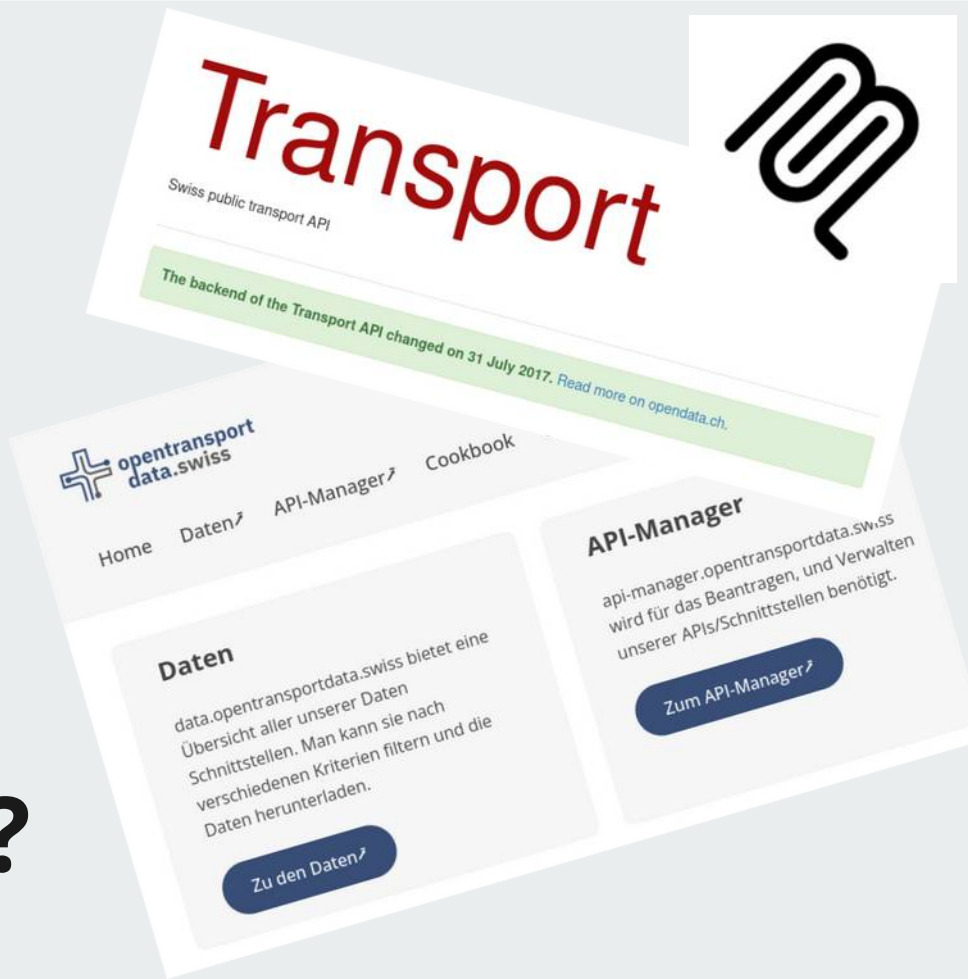 Transport
Swiss public transport API
The backend of the Transport API changed on 31 July 2017. Read more on opendata.ch.
opentransport
data.swiss
Home Daten API-Manager Cookbook
Daten
data.opentransportdata.swiss bietet eine
Übersicht aller unserer Daten
Schnittstellen. Man kann sie nach
verschiedenen Kriterien filtern und die
Daten herunterladen.
Zu den Daten
API-Manager
api-manager.opentransportdata.swiss
wird für das Beantragen, und Verwalten
unserer APIs/Schnittstellen benötigt.
Zum API-Manager
?